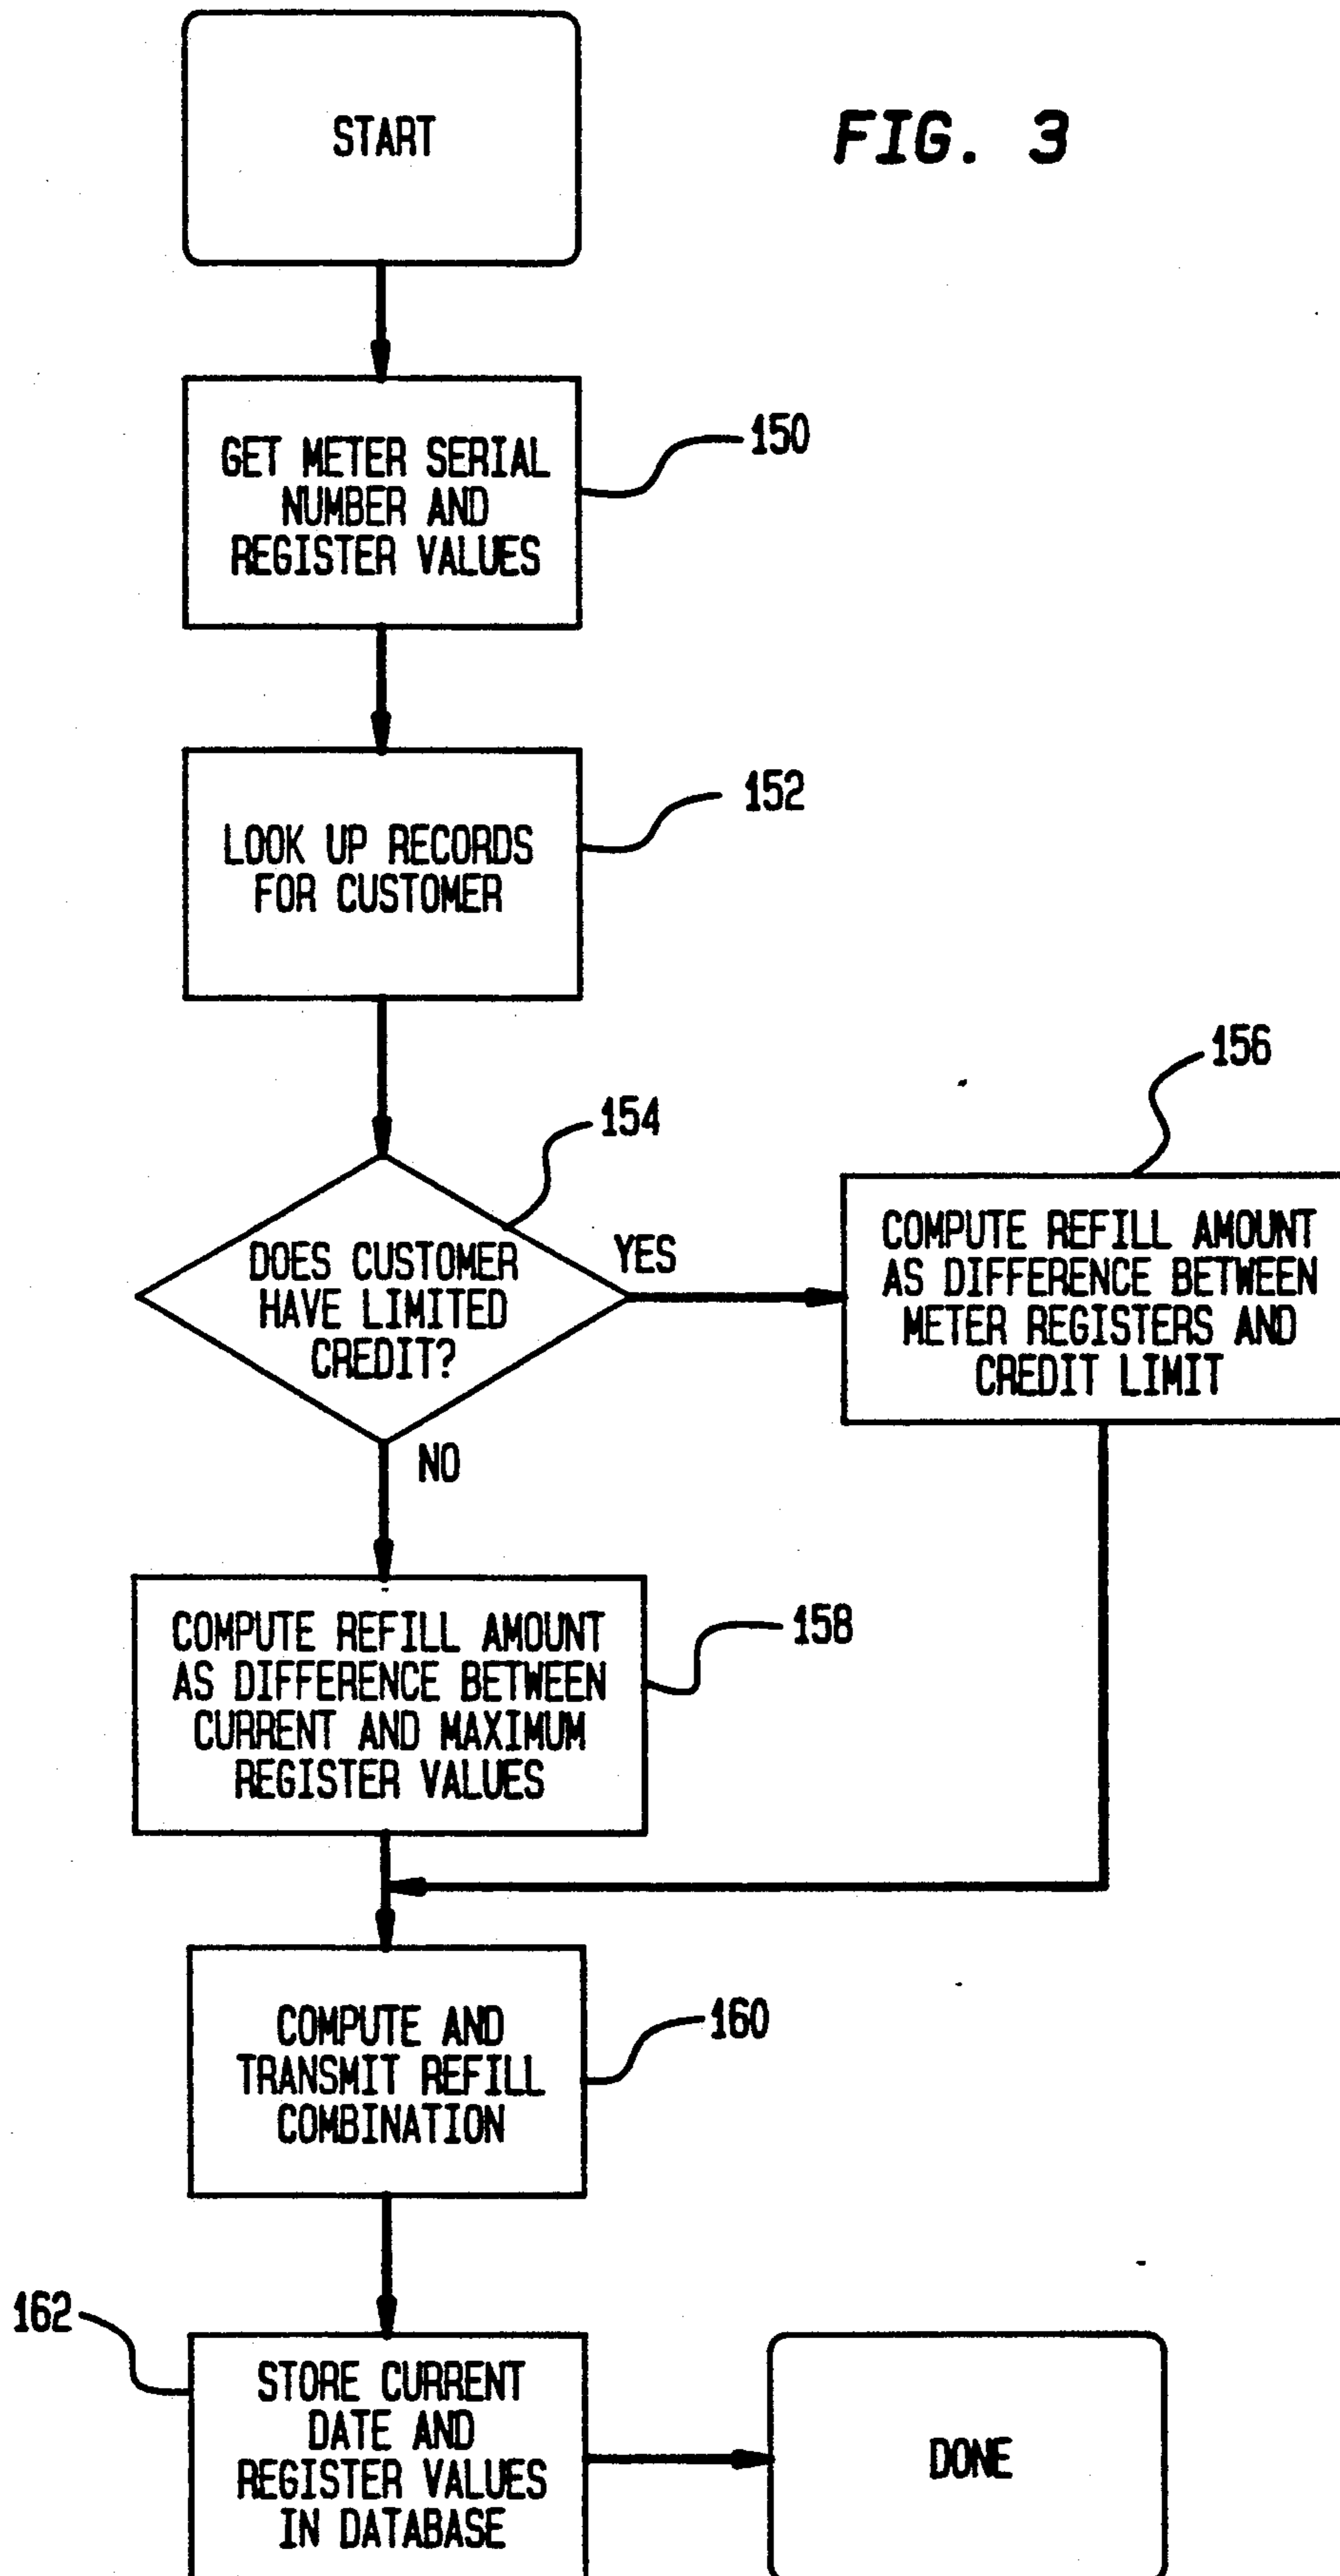 START
FIG. 3
GET METER SERIAL
NUMBER AND
REGISTER VALUES
150
LOOK UP RECORDS
FOR CUSTOMER
152
154
DOES CUSTOMER
HAVE LIMITED
CREDIT?
YES
156
COMPUTE REFILL AMOUNT
AS DIFFERENCE BETWEEN
METER REGISTERS AND
CREDIT LIMIT
NO
COMPUTE REFILL AMOUNT
AS DIFFERENCE BETWEEN
CURRENT AND MAXIMUM
REGISTER VALUES
158
COMPUTE AND
TRANSMIT REFILL
COMBINATION
160
162
STORE CURRENT
DATE AND
REGISTER VALUES
IN DATABASE
DONE